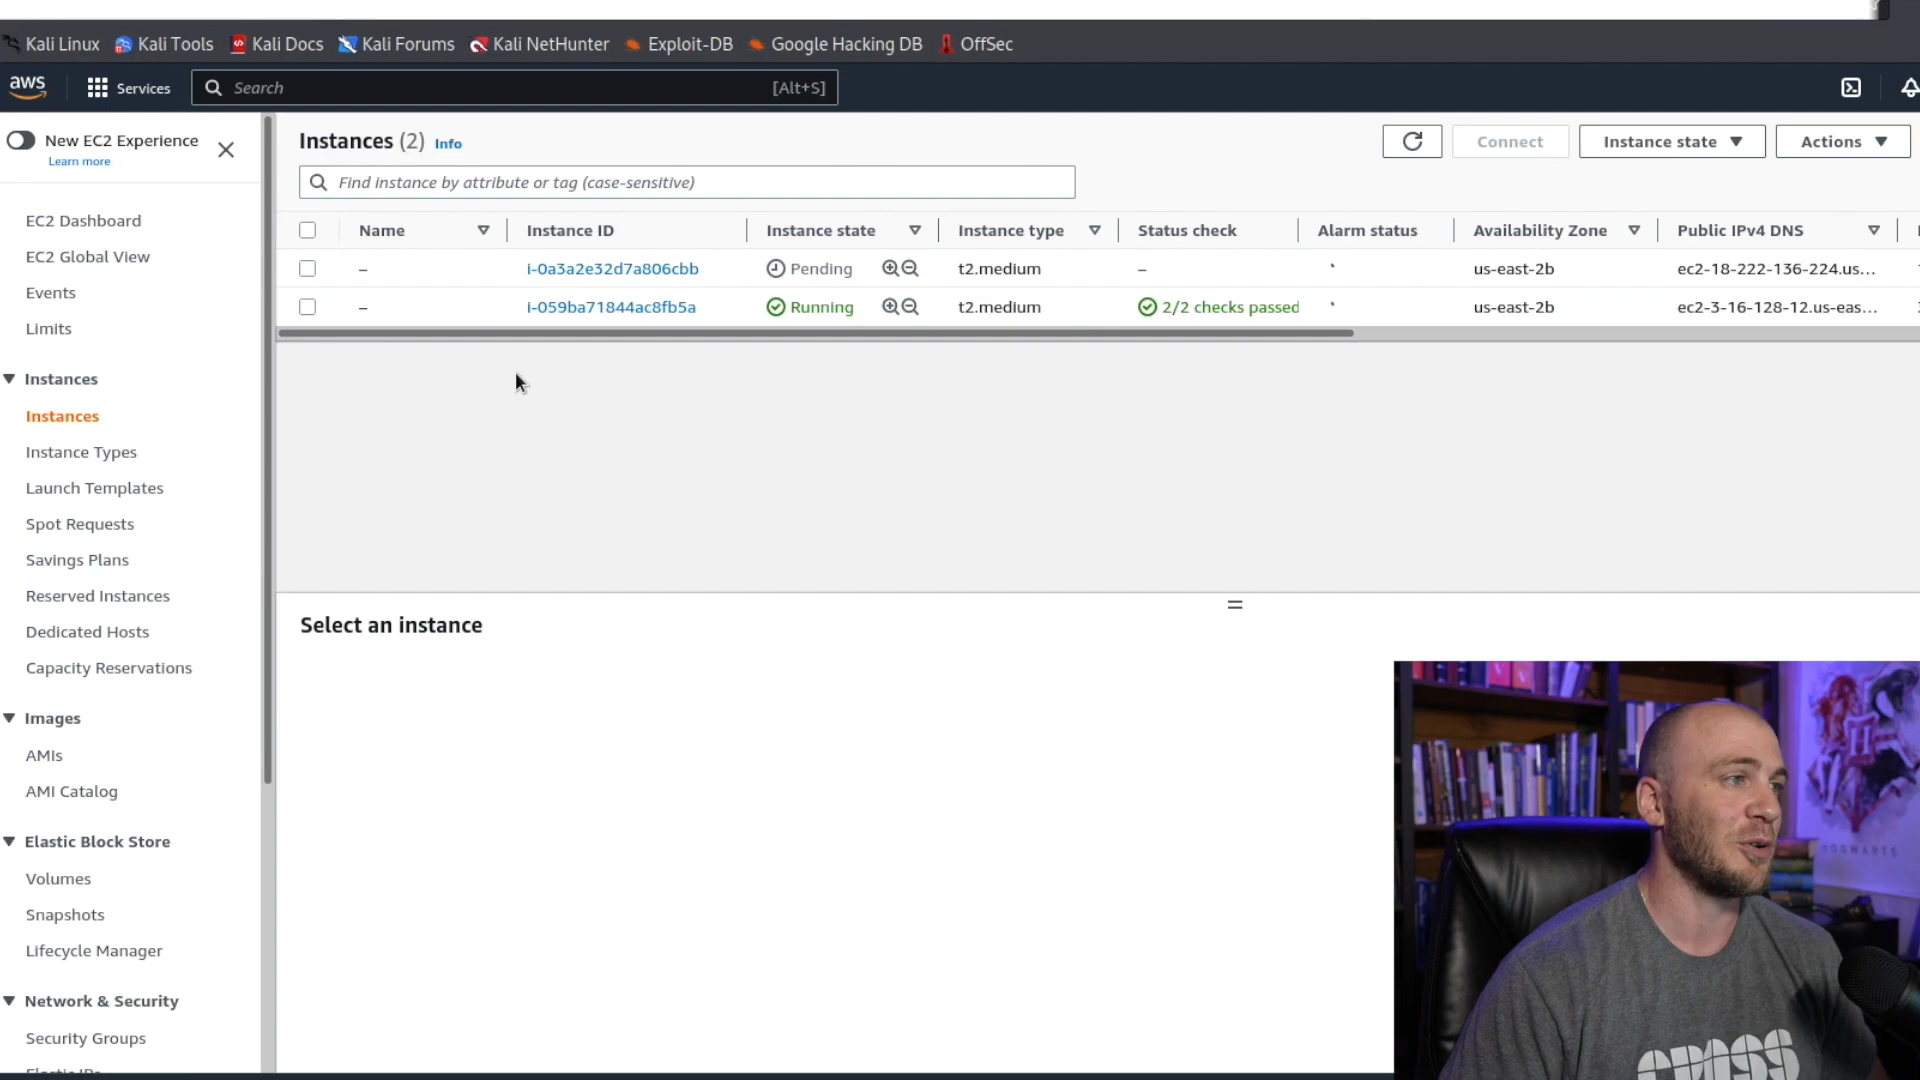 Kali Linux Kali Tools Kali Docs Kali Forums Kali NetHunter Exploit-DB Google Hacking DB OffSec
aws Services Search [Alt+S]
New EC2 Experience
Learn more
EC2 Dashboard
EC2 Global View
Events
Limits
Instances
Instances
Instance Types
Launch Templates
Spot Requests
Savings Plans
Reserved Instances
Dedicated Hosts
Capacity Reservations
Images
AMIs
AMI Catalog
Elastic Block Store
Volumes
Snapshots
Lifecycle Manager
Network & Security
Security Groups
Elastic IPs
Instances (2) Info
Connect Instance state Actions
Find instance by attribute or tag (case-sensitive)
Name Instance ID Instance state Instance type Status check Alarm status Availability Zone Public IPv4 DNS
– i-0a3a2e32d7a806cbb Pending t2.medium – us-east-2b ec2-18-222-136-224.us...
– i-059ba71844ac8fb5a Running t2.medium 2/2 checks passed us-east-2b ec2-3-16-128-12.us-eas...
Select an instance
HOGWARTS